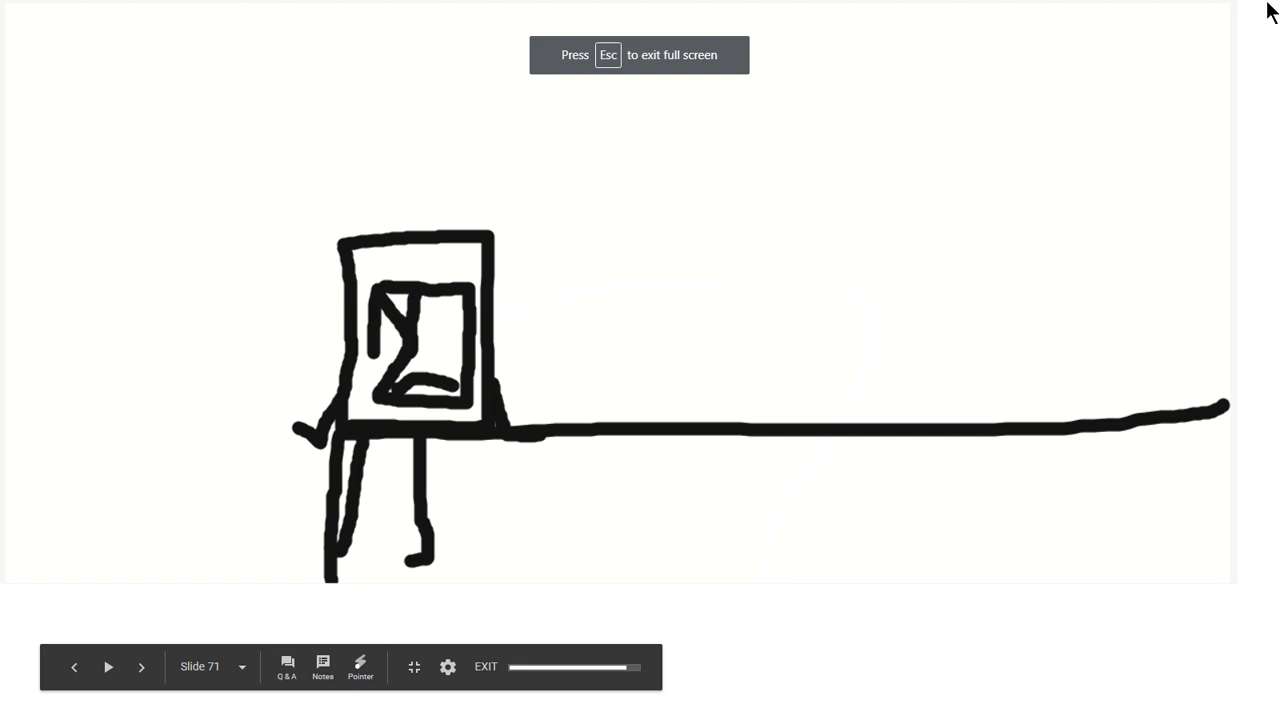 Press Esc to exit full screen
Slide 71
Q & A
Notes
Pointer
EXIT